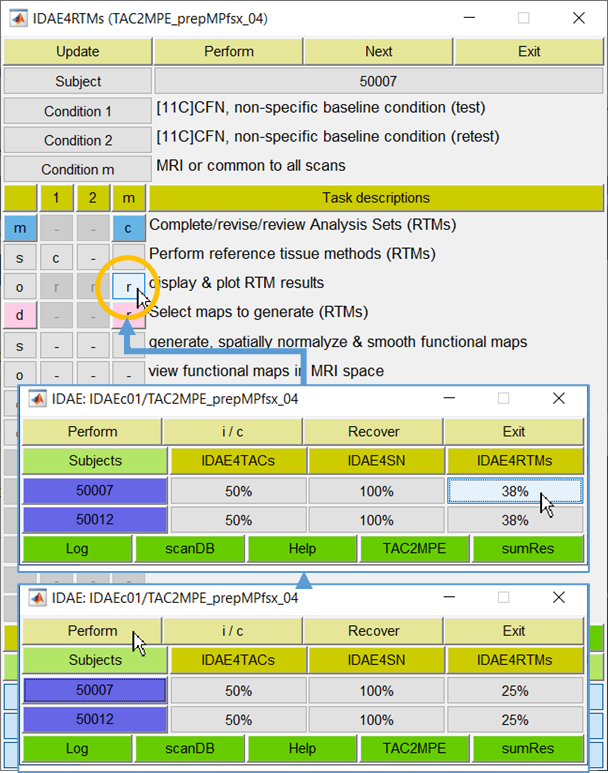 IDAE4RTMs (TAC2MPE_prepMPfsx_04)
Update Perform Next Exit
Subject 50007
Condition 1 [11C]CFN, non-specific baseline condition (test)
Condition 2 [11C]CFN, non-specific baseline condition (retest)
Condition m MRI or common to all scans
1 2 m Task descriptions
m - - c Complete/revise/review Analysis Sets (RTMs)
s c - - Perform reference tissue methods (RTMs)
o r r r display & plot RTM results
d - - r Select maps to generate (RTMs)
s - - - generate, spatially normalyze & smooth functional maps
o - - - view functional maps in MRI space
IDAE: IDAEc01/TAC2MPE_prepMPfsx_04
Perform i / c Recover Exit
Subjects IDAE4TACs IDAE4SN IDAE4RTMs
50007 50% 100% 38%
50012 50% 100% 38%
Log scanDB Help TAC2MPE sumRes
IDAE: IDAEc01/TAC2MPE_prepMPfsx_04
Perform i / c Recover Exit
Subjects IDAE4TACs IDAE4SN IDAE4RTMs
50007 50% 100% 25%
50012 50% 100% 25%
Log scanDB Help TAC2MPE sumRes